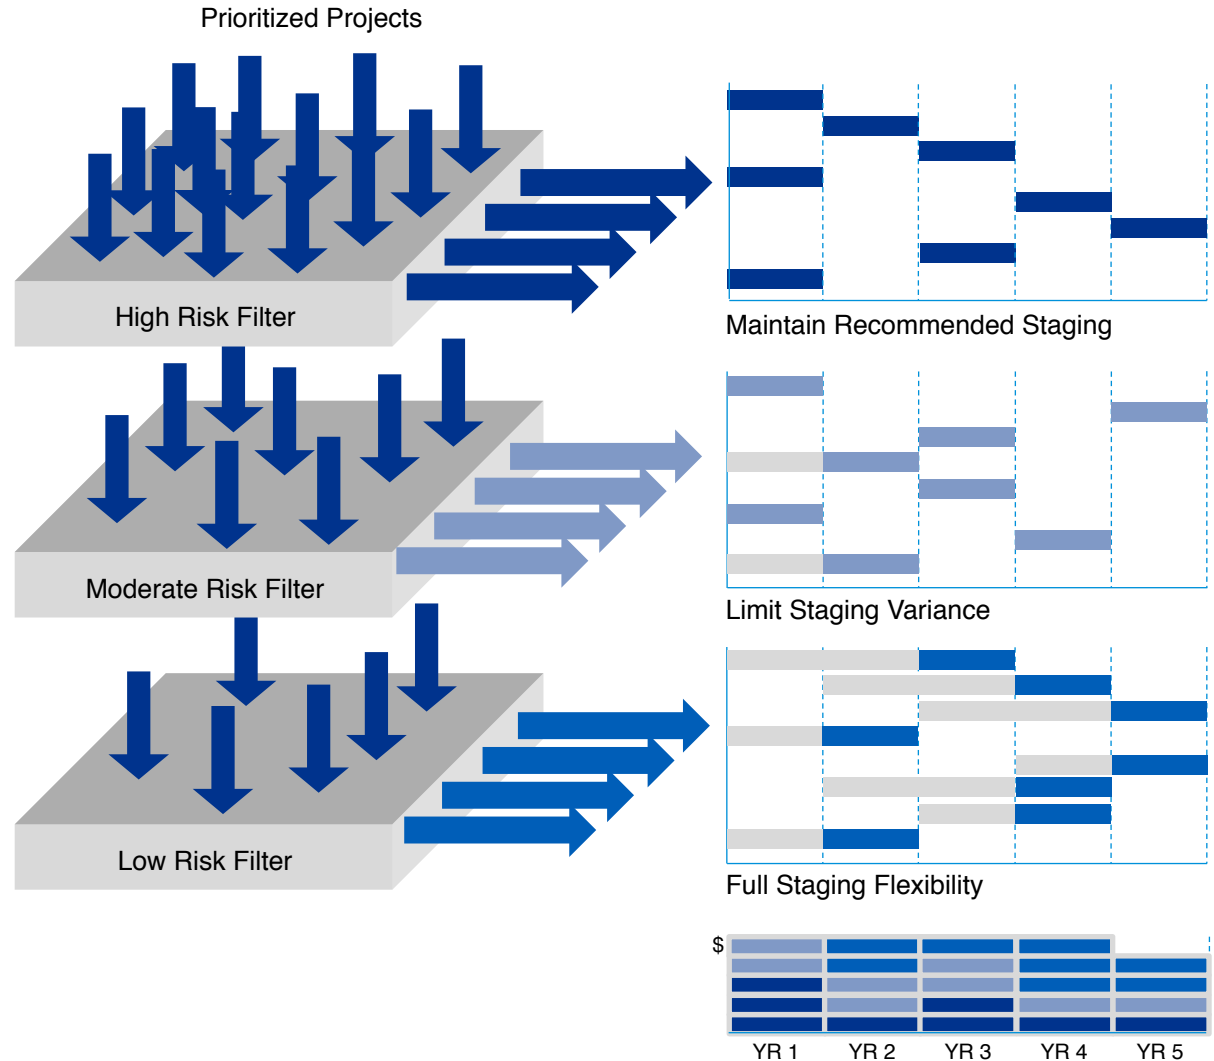 Prioritized Projects
High Risk Filter
Maintain Recommended Staging
Moderate Risk Filter
Limit Staging Variance
Low Risk Filter
Full Staging Flexibility
$
YR 1 YR 2 YR 3 YR 4 YR 5